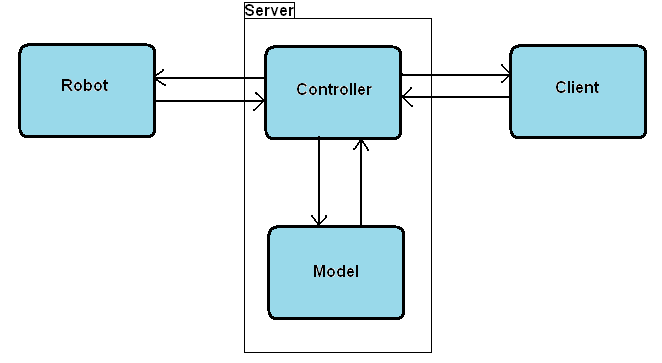 Server
Robot
Controller
Client
Model